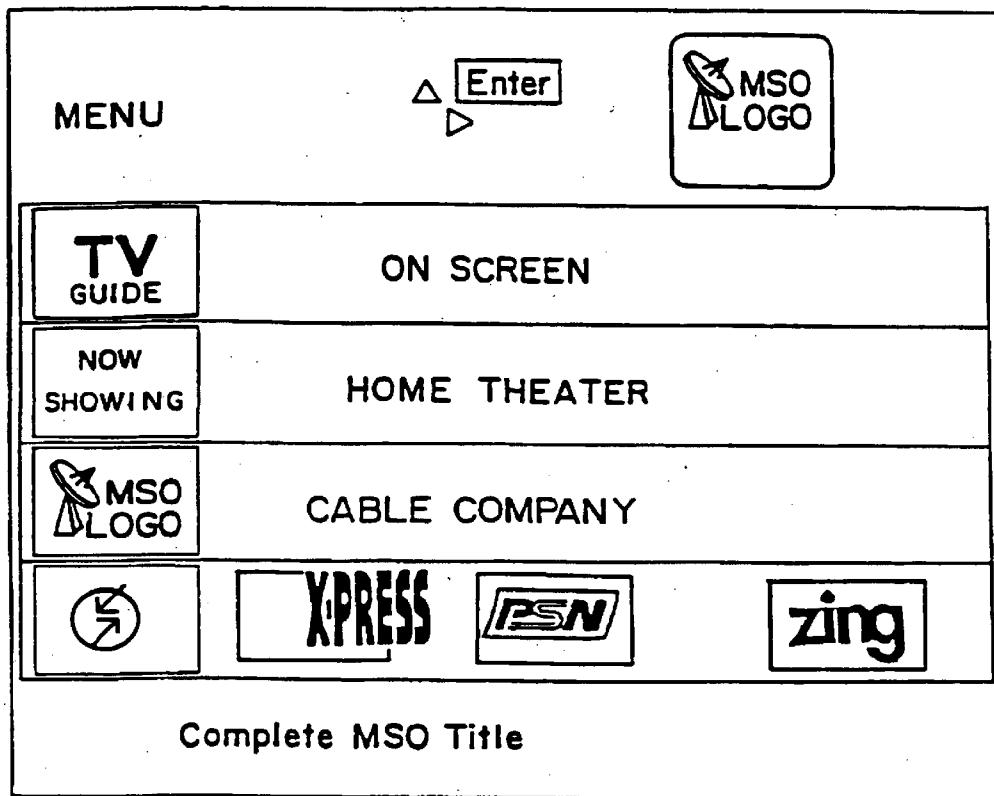 MENU
Enter
MSO
LOGO
TV
GUIDE
ON SCREEN
NOW
SHOWING
HOME THEATER
MSO
LOGO
CABLE COMPANY
X·PRESS
PSN
zing
Complete MSO Title